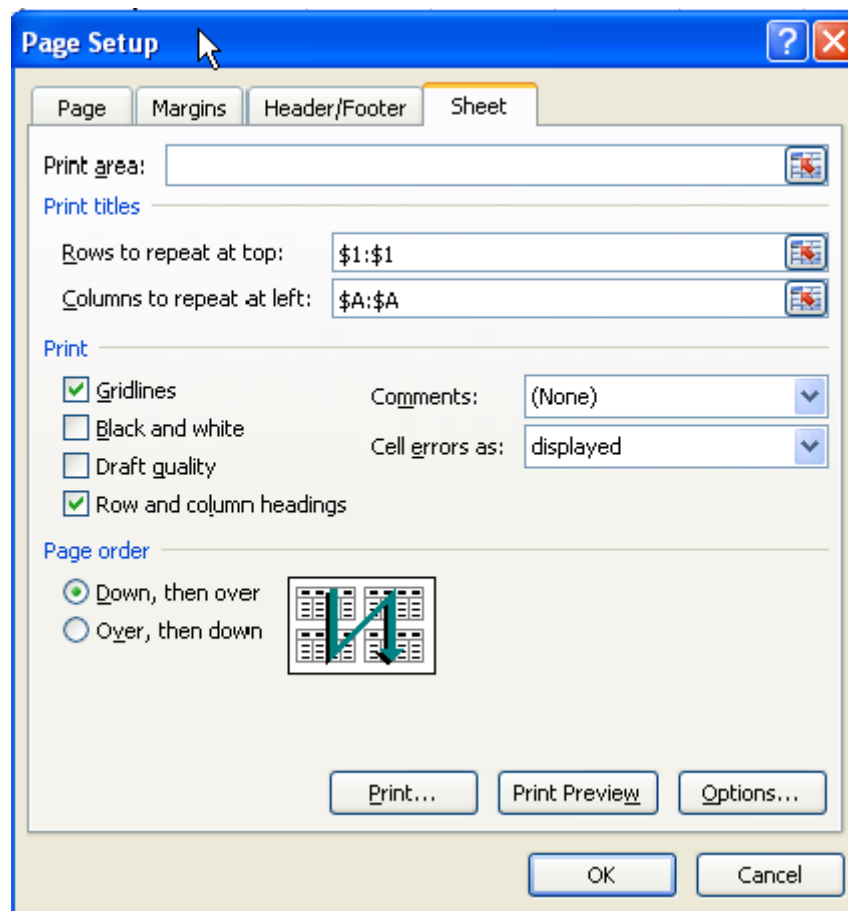 Page Setup
Page Margins Header/Footer Sheet
Print area:
Print titles
Rows to repeat at top: $1:$1
Columns to repeat at left: $A:$A
Print
Gridlines Comments: (None)
Black and white Cell errors as: displayed
Draft quality
Row and column headings
Page order
Down, then over
Over, then down
Print... Print Preview Options...
OK Cancel